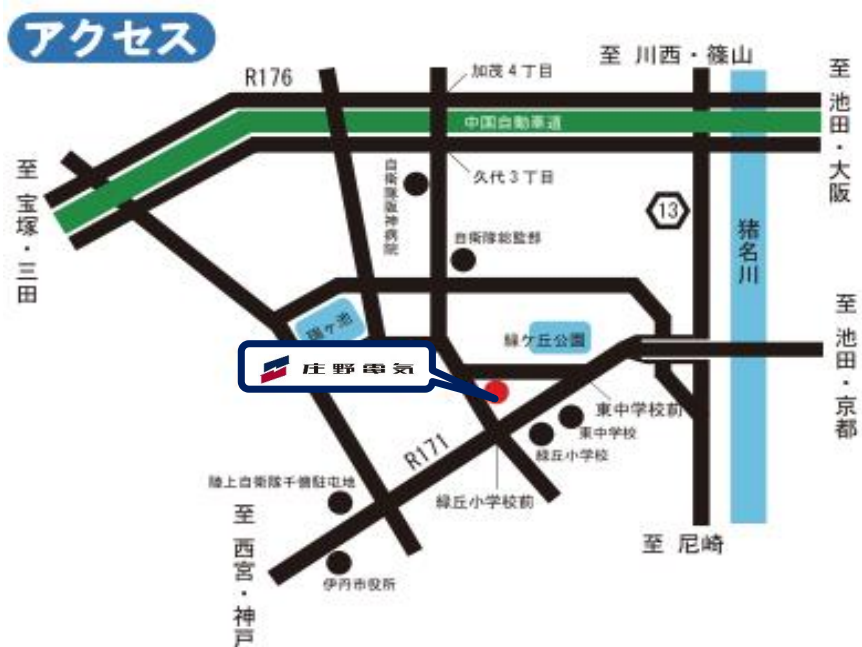 アクセス
至 川西・篠山
加茂4丁目
R176
至 池田・大阪
中国自動車道
至 宝塚・三田
自衛隊阪神病院
久代3丁目
13
猪名川
自衛隊総監部
至 池田・京都
瑞ケ池
緑ケ丘公園
庄野電気
東中学校前
東中学校
緑丘小学校
R171
陸上自衛隊千僧駐屯地
緑丘小学校前
至 西宮・神戸
至 尼崎
伊丹市役所